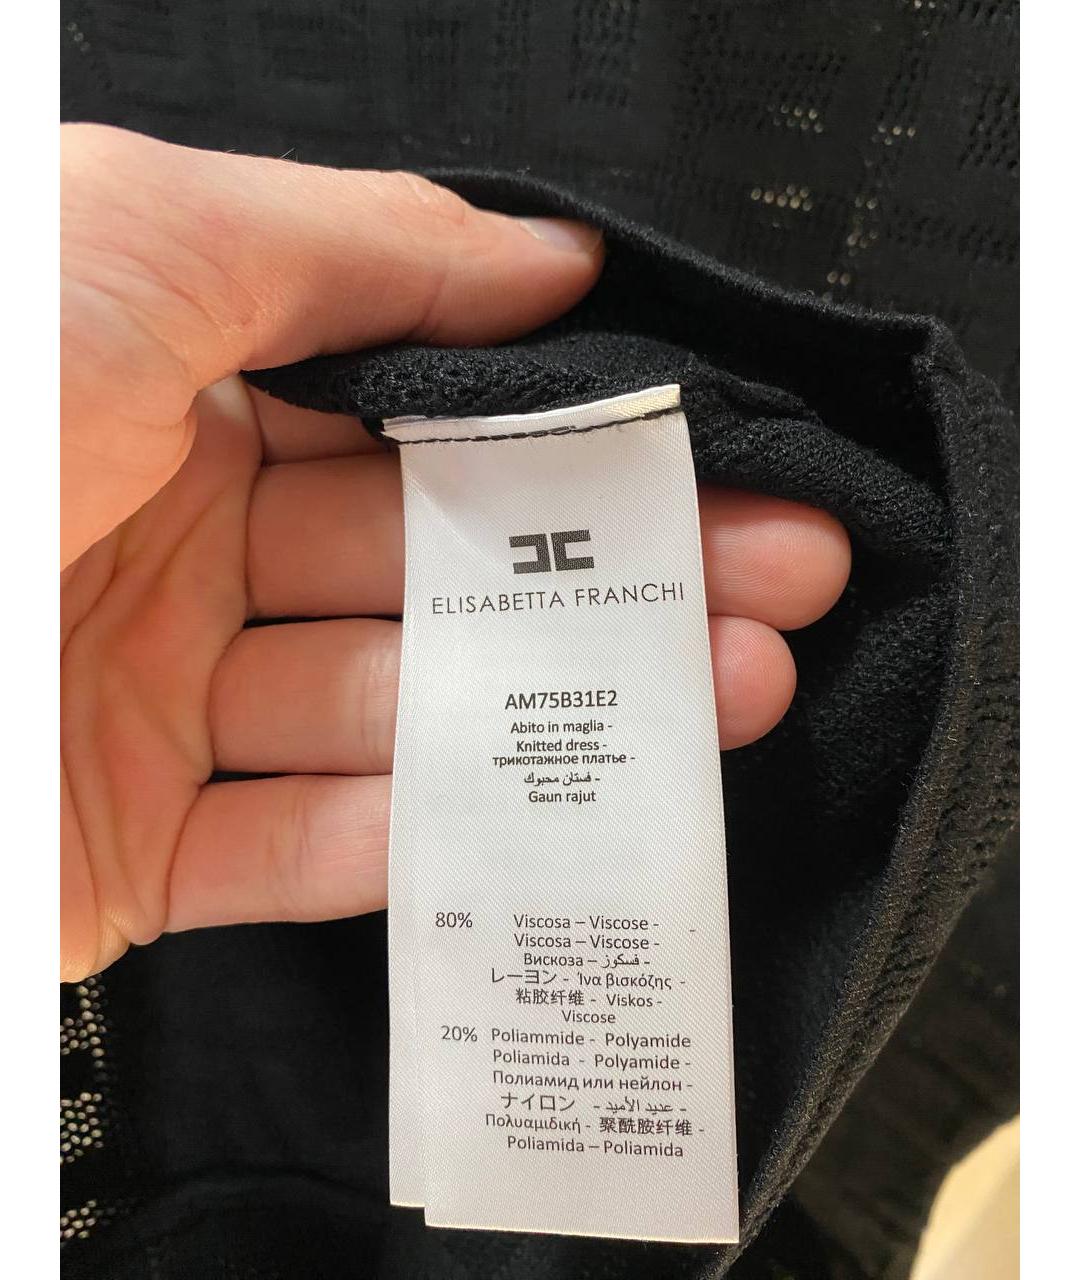 ELISABETTA FRANCHI
AM75B31E2
Abito in maglia -
Knitted dress -
трикотажное платье -
فستان محبوك -
Gaun rajut
80% Viscosa – Viscose - -
Viscosa – Viscose -
Вискоза – فسكوز -
レーヨン - Ίνα βισκόζης -
粘胶纤维 - Viskos -
Viscose
20% Poliammide - Polyamide
Poliamida - Polyamide -
Полиамид или нейлон -
ナイロン - عديد الأميد -
Πολυαμιδική - 聚酰胺纤维 -
Poliamida – Poliamida